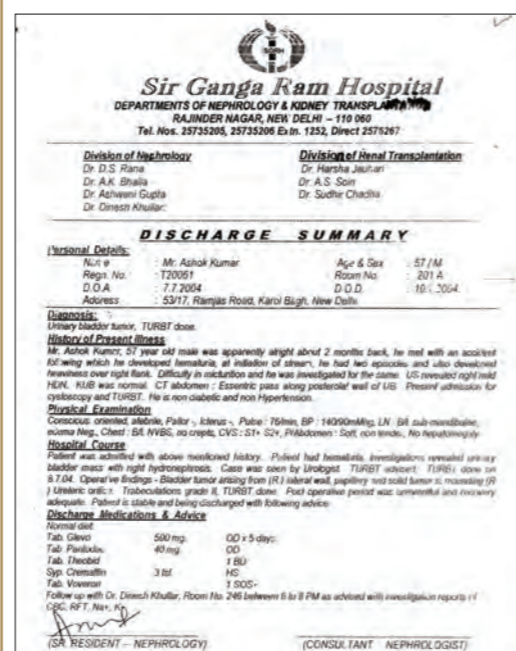 SGRH
Sir Ganga Ram Hospital
DEPARTMENTS OF NEPHROLOGY & KIDNEY TRANSPLANT
RAJINDER NAGAR, NEW DELHI – 110 060
Tel. Nos. 25735205, 25735206 Extn. 1252, Direct 2575267
Division of Nephrology Division of Renal Transplantation
Dr. D.S. Rana Dr. Harsha Jauhari
Dr. A.K. Bhalla Dr. A.S. Soin
Dr. Ashwani Gupta Dr. Sudhir Chadha
Dr. Dinesh Khullar
DISCHARGE SUMMARY
Personal Details:
Name : Mr. Ashok Kumar Age & Sex : 57 / M
Regn. No. : T20051 Room No. : 201 A
D.O.A : 7.7.2004 D.O.D. : 10. .2004.
Address : 53/17, Ramjas Road, Karol Bagh, New Delhi
Diagnosis:
Urinary bladder tumor, TURBT done.
History of Present Illness
Mr. Ashok Kumar, 57 year old male was apparently alright about 2 months back, he met with an accident
following which he developed hematuria, at initiation of stream, he had two episodes and also developed
heaviness over right flank. Difficulty in micturition and he was investigated for the same. US revealed right mild
HDN. KUB was normal. CT abdomen : Essentric pass along posterolat wall of UB. Present admission for
cystoscopy and TURBT. He is non diabetic and non Hypertension.
Physical Examination
Conscious, oriented, afebrile, Pallor -, Icterus -, Pulse : 76/min, BP : 140/90mmHg, LN : B/l sub-mandibular,
Neg., Chest : B/l, NVBS, no crepts, CVS : S1+ S2+, P/Abdomen : Soft, non tender, No hepatomegaly.
Hospital Course
Patient was admitted with above mentioned history. Patient had hematuria, investigations revealed urinary
bladder mass with right hydronephrosis. Case was seen by Urologist. TURBT advised. TURBT done on
8.7.04. Operative findings - Bladder tumor arising from (R) lateral wall, papillary and solid tumor surrounding (R
) Ureteric orifice. Trabeculations grade II, TURBT done. Post operative period was uneventful and recovery
adequate. Patient is stable and being discharged with following advice.
Discharge Medications & Advice
Normal diet
Tab. Glevo 500 mg. OD x 5 days.
Tab. Pantodac 40 mg. OD
Tab. Theobid 1 BD
Syp. Cremaffin 3 tsf. HS
Tab. Voveron 1 SOS-
Follow up with Dr. Dinesh Khullar, Room No. 246 between 6 to 8 PM as advised with investigation reports of
CBC, RFT, Na+, K+
(SR. RESIDENT – NEPHROLOGY) (CONSULTANT NEPHROLOGIST)